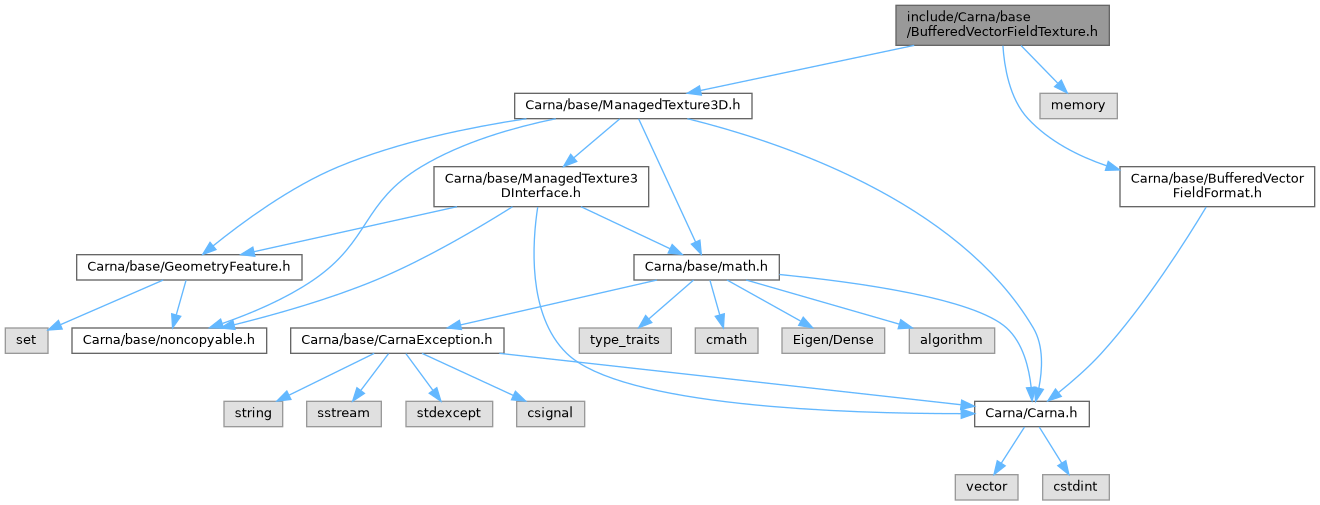 include/Carna/base
/BufferedVectorFieldTexture.h
Carna/base/ManagedTexture3D.h
memory
Carna/base/ManagedTexture3
DInterface.h
Carna/base/BufferedVector
FieldFormat.h
Carna/base/GeometryFeature.h
Carna/base/math.h
set
Carna/base/noncopyable.h
Carna/base/CarnaException.h
type_traits
cmath
Eigen/Dense
algorithm
string
sstream
stdexcept
csignal
Carna/Carna.h
vector
cstdint